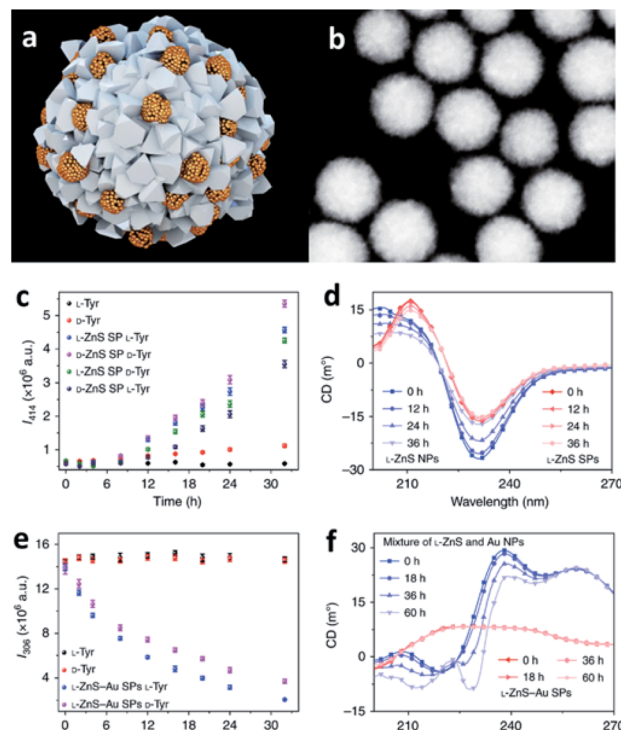 a
b
c
L-Tyr
D-Tyr
L-ZnS SP L-Tyr
D-ZnS SP D-Tyr
L-ZnS SP D-Tyr
D-ZnS SP L-Tyr
5
4
3
2
1
I414 (×10⁶ a.u.)
0 4 8 12 16 20 24 28 32
Time (h)
d
15
0
−15
−30
CD (m°)
0 h
12 h
24 h
36 h
L-ZnS NPs
0 h
12 h
24 h
36 h
L-ZnS SPs
210 240 270
Wavelength (nm)
e
16
12
8
4
I306 (×10⁶ a.u.)
L-Tyr
D-Tyr
L-ZnS–Au SPs L-Tyr
L-ZnS–Au SPs D-Tyr
0 4 8 12 16 20 24 28 32
f
30
15
0
−15
CD (m°)
Mixture of L-ZnS and Au NPs
0 h
18 h
36 h
60 h
0 h 36 h
18 h 60 h
L-ZnS–Au SPs
210 240 270